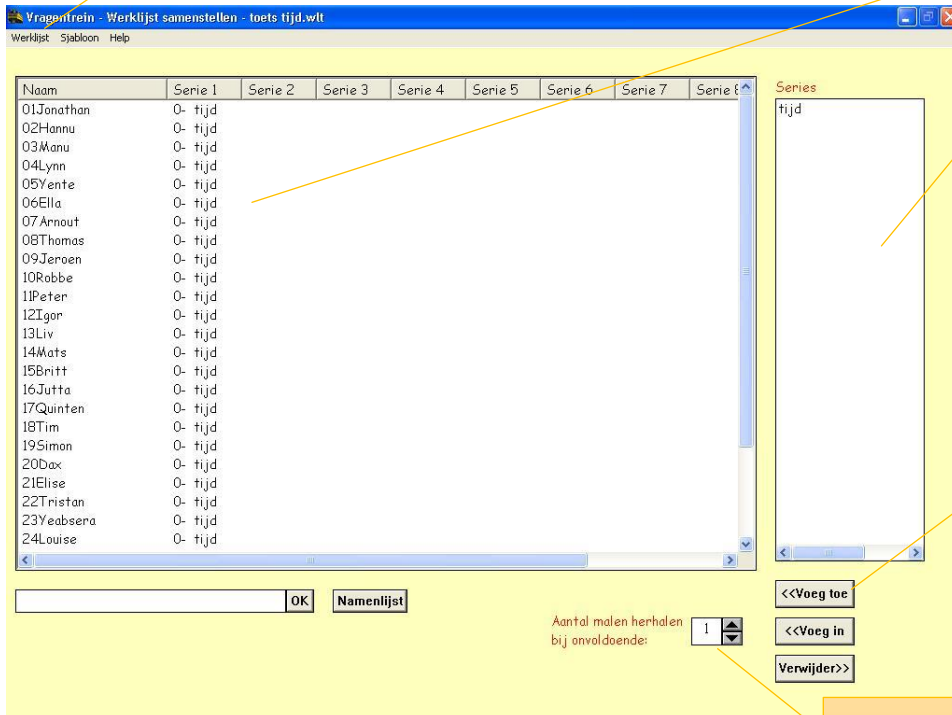 Vragentrein - Werklijst samenstellen - toets tijd.wlt
Werklijst Sjabloon Help
Naam Serie 1 Serie 2 Serie 3 Serie 4 Serie 5 Serie 6 Serie 7 Serie
Series
01Jonathan 0- tijd
tijd
02Hannu 0- tijd
03Manu 0- tijd
04Lynn 0- tijd
05Yente 0- tijd
06Ella 0- tijd
07Arnout 0- tijd
08Thomas 0- tijd
09Jeroen 0- tijd
10Robbe 0- tijd
11Peter 0- tijd
12Igor 0- tijd
13Liv 0- tijd
14Mats 0- tijd
15Britt 0- tijd
16Jutta 0- tijd
17Quinten 0- tijd
18Tim 0- tijd
19Simon 0- tijd
20Dax 0- tijd
21Elise 0- tijd
22Tristan 0- tijd
23Yeabsera 0- tijd
24Louise 0- tijd
OK Namenlijst
<<Voeg toe
Aantal malen herhalen
bij onvoldoende: 1
<<Voeg in
Verwijder>>